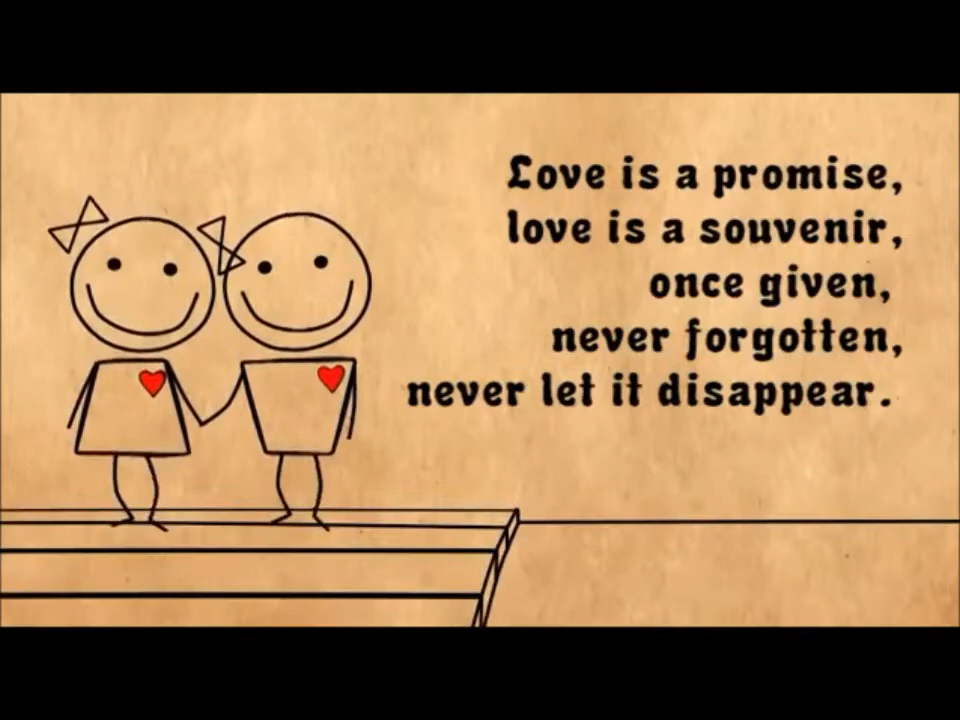 Love is a promise,
love is a souvenir,
once given,
never forgotten,
never let it disappear.